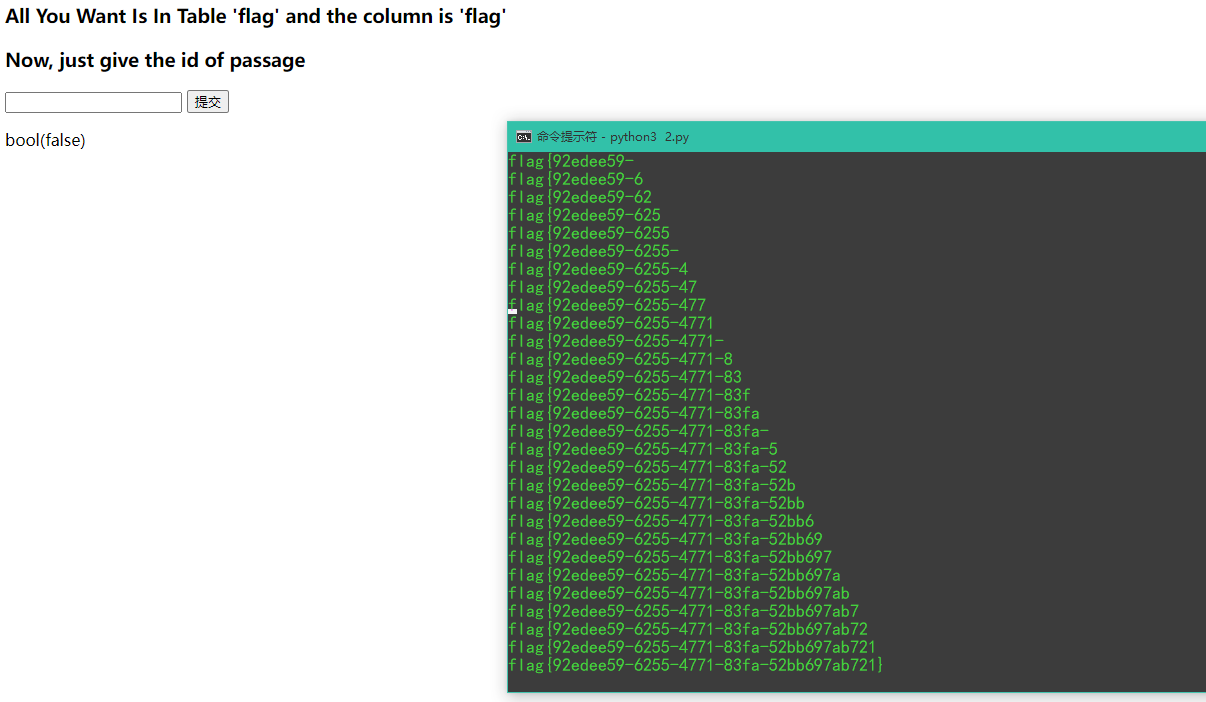 All You Want Is In Table 'flag' and the column is 'flag'
Now, just give the id of passage
提交
bool(false)
命令提示符 - python3  2.py
flag{92edee59-
flag{92edee59-6
flag{92edee59-62
flag{92edee59-625
flag{92edee59-6255
flag{92edee59-6255-
flag{92edee59-6255-4
flag{92edee59-6255-47
flag{92edee59-6255-477
flag{92edee59-6255-4771
flag{92edee59-6255-4771-
flag{92edee59-6255-4771-8
flag{92edee59-6255-4771-83
flag{92edee59-6255-4771-83f
flag{92edee59-6255-4771-83fa
flag{92edee59-6255-4771-83fa-
flag{92edee59-6255-4771-83fa-5
flag{92edee59-6255-4771-83fa-52
flag{92edee59-6255-4771-83fa-52b
flag{92edee59-6255-4771-83fa-52bb
flag{92edee59-6255-4771-83fa-52bb6
flag{92edee59-6255-4771-83fa-52bb69
flag{92edee59-6255-4771-83fa-52bb697
flag{92edee59-6255-4771-83fa-52bb697a
flag{92edee59-6255-4771-83fa-52bb697ab
flag{92edee59-6255-4771-83fa-52bb697ab7
flag{92edee59-6255-4771-83fa-52bb697ab72
flag{92edee59-6255-4771-83fa-52bb697ab721
flag{92edee59-6255-4771-83fa-52bb697ab721}